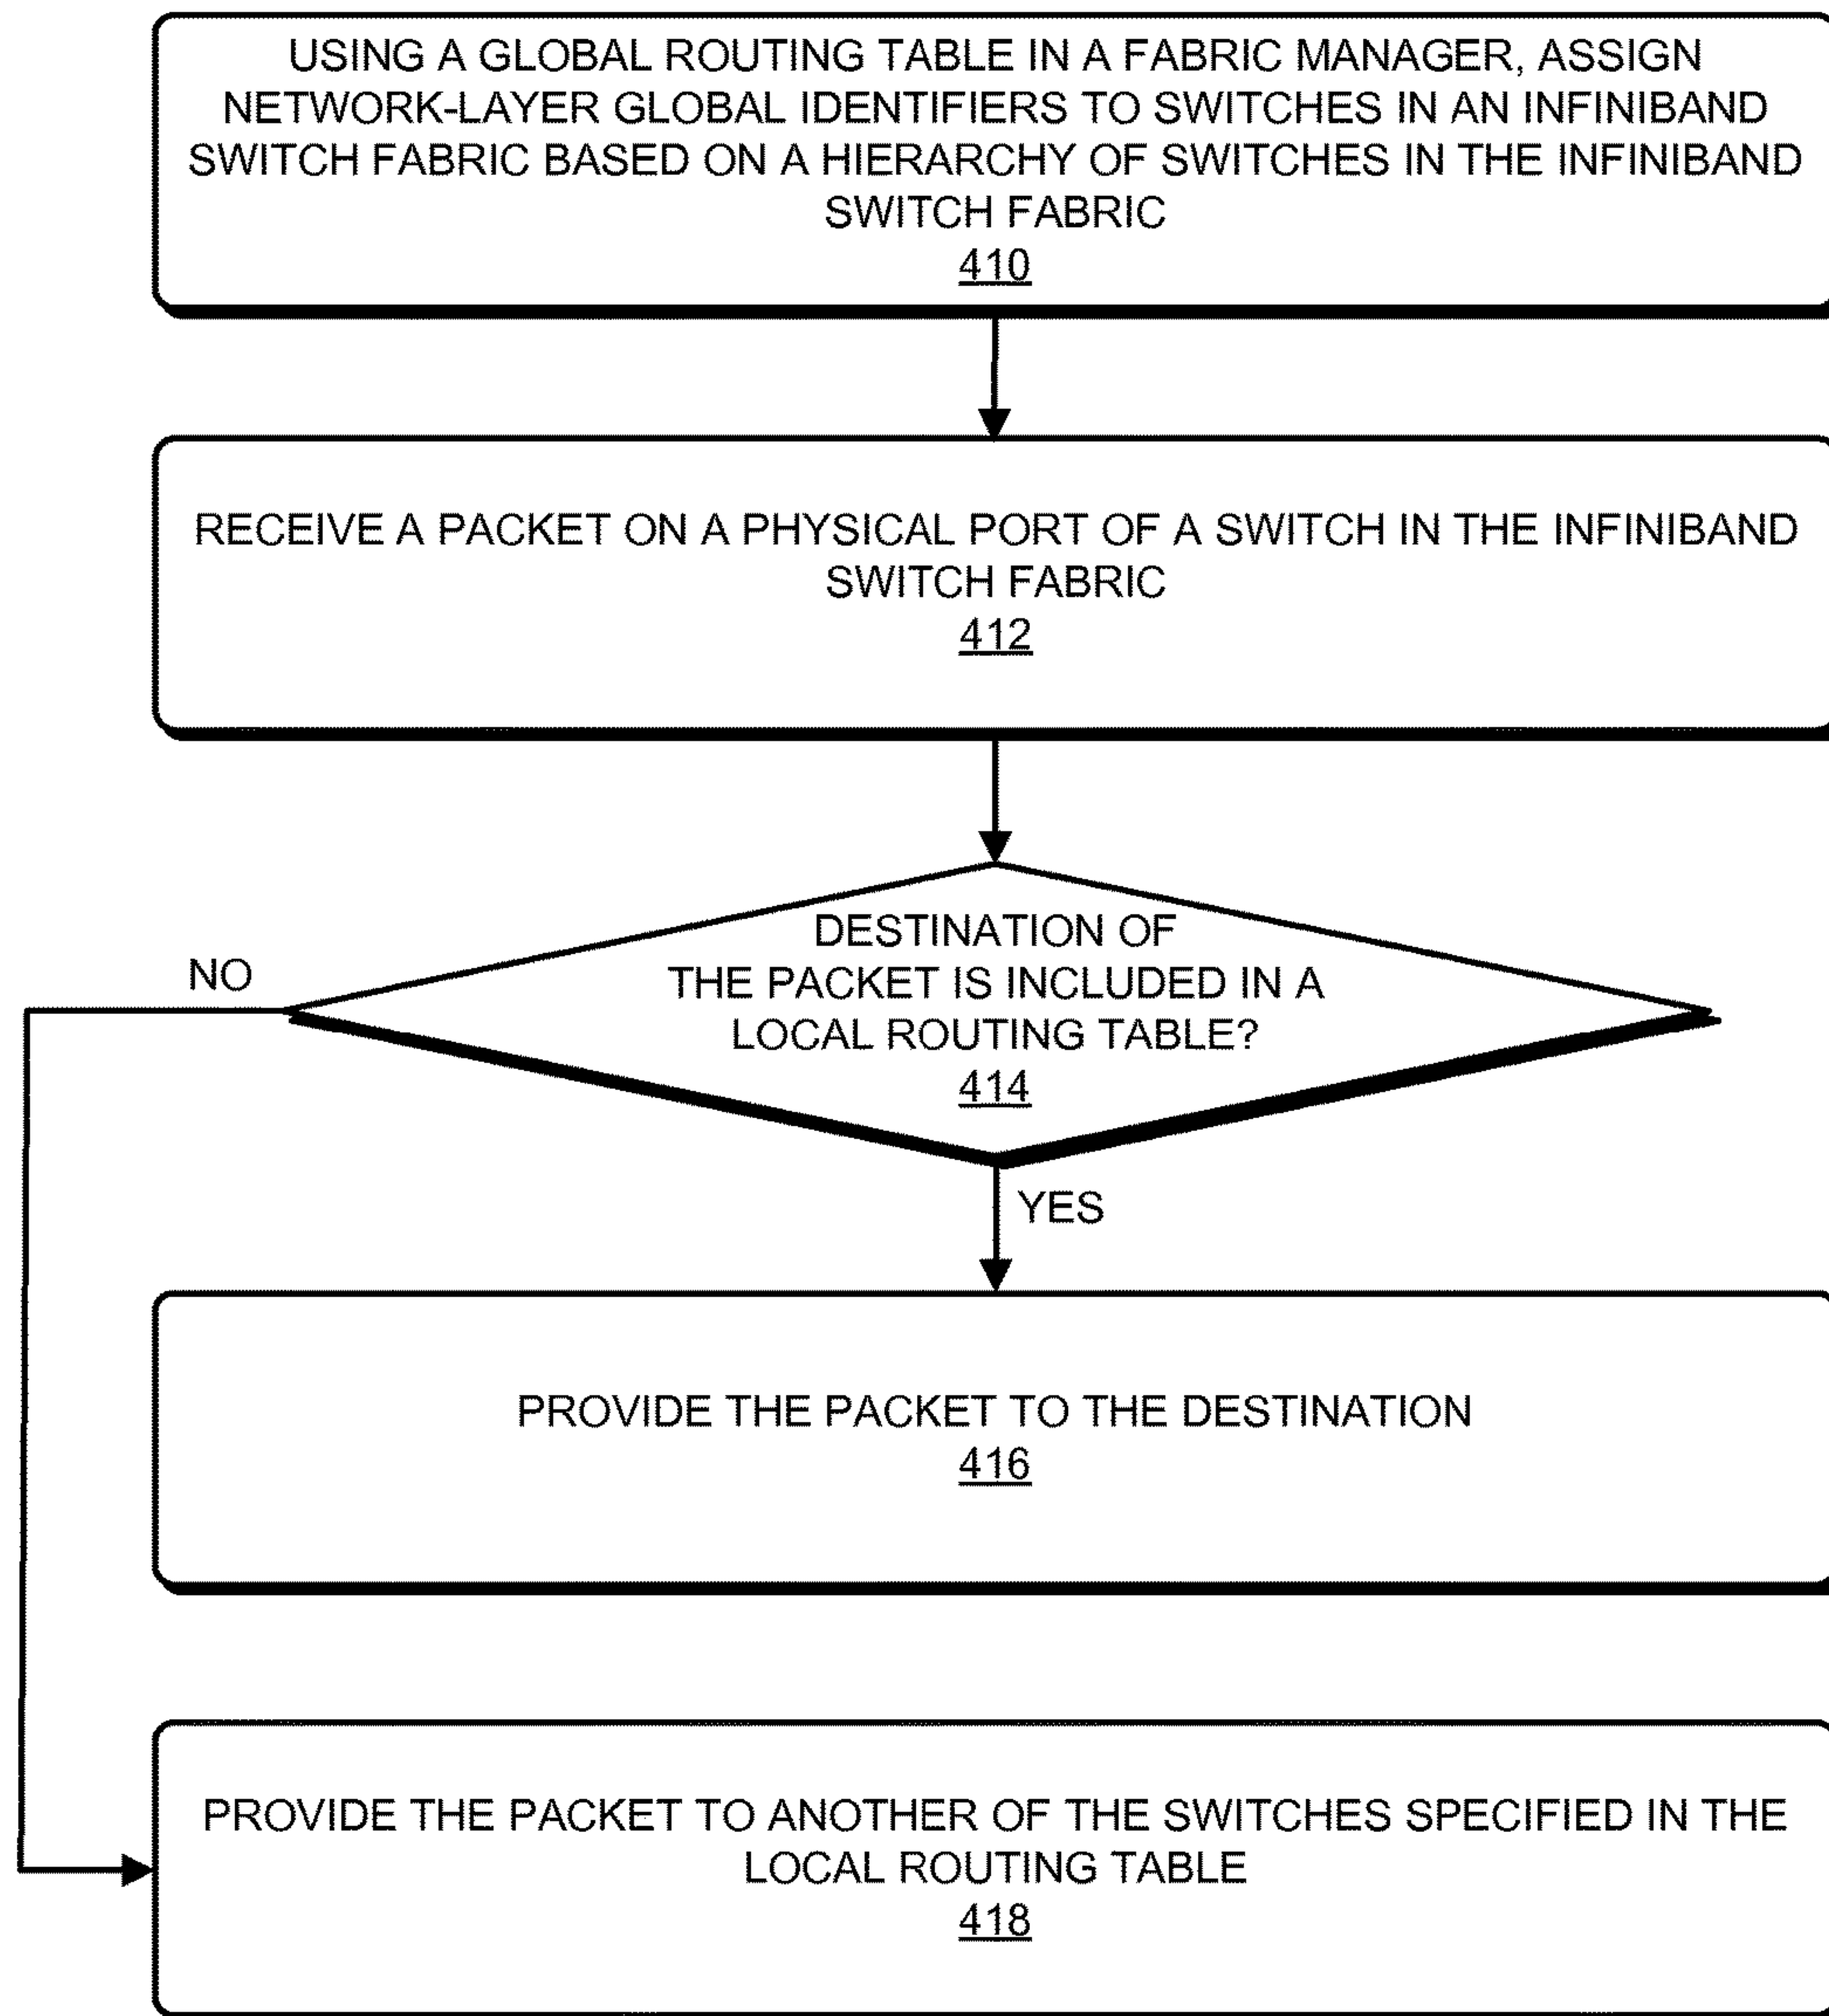 USING A GLOBAL ROUTING TABLE IN A FABRIC MANAGER, ASSIGN
NETWORK-LAYER GLOBAL IDENTIFIERS TO SWITCHES IN AN INFINIBAND
SWITCH FABRIC BASED ON A HIERARCHY OF SWITCHES IN THE INFINIBAND
SWITCH FABRIC
410
RECEIVE A PACKET ON A PHYSICAL PORT OF A SWITCH IN THE INFINIBAND
SWITCH FABRIC
412
DESTINATION OF
THE PACKET IS INCLUDED IN A
LOCAL ROUTING TABLE?
414
NO
YES
PROVIDE THE PACKET TO THE DESTINATION
416
PROVIDE THE PACKET TO ANOTHER OF THE SWITCHES SPECIFIED IN THE
LOCAL ROUTING TABLE
418